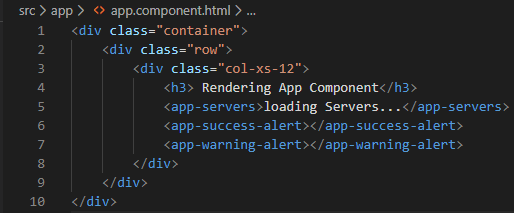 src > app > <> app.component.html > ...
1 <div class="container">
2 <div class="row">
3 <div class="col-xs-12">
4 <h3> Rendering App Component</h3>
5 <app-servers>loading Servers...</app-servers>
6 <app-success-alert></app-success-alert>
7 <app-warning-alert></app-warning-alert>
8 </div>
9 </div>
10 </div>